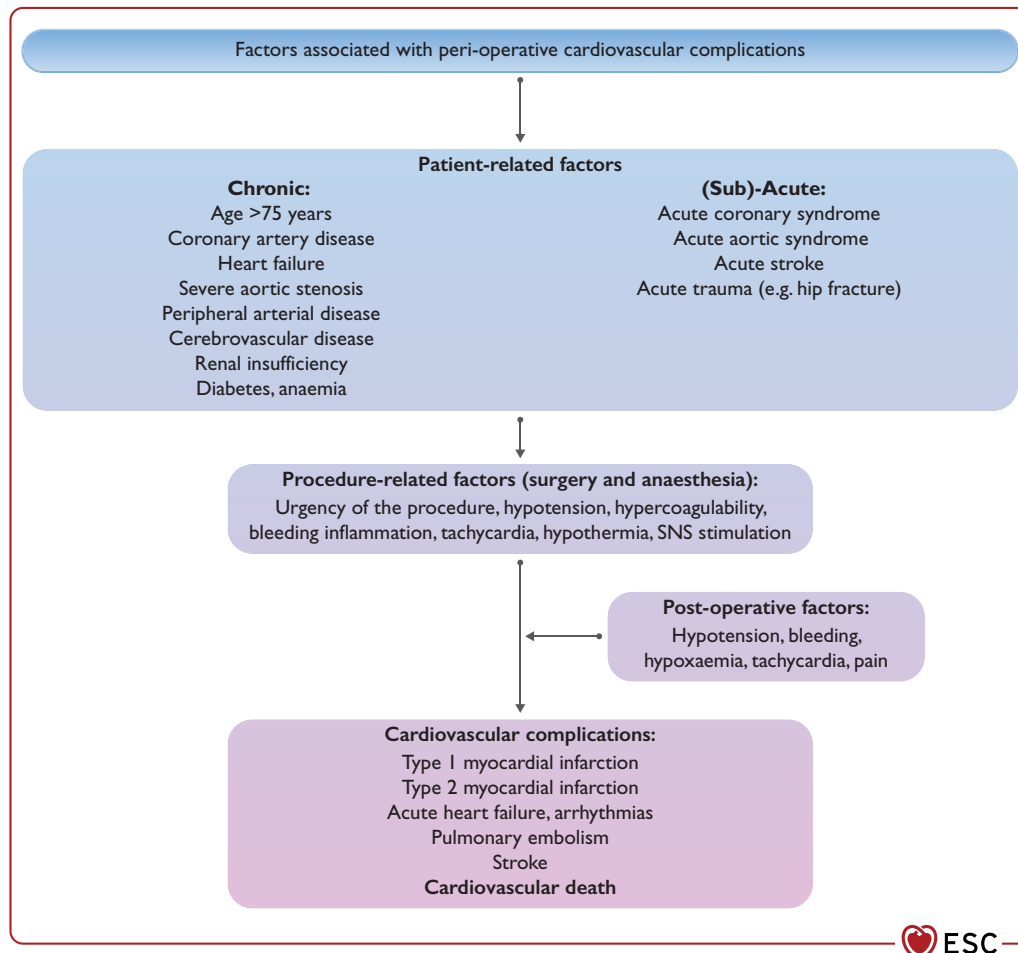 Factors associated with peri-operative cardiovascular complications
Patient-related factors
Chronic:
Age >75 years
Coronary artery disease
Heart failure
Severe aortic stenosis
Peripheral arterial disease
Cerebrovascular disease
Renal insufficiency
Diabetes, anaemia
(Sub)-Acute:
Acute coronary syndrome
Acute aortic syndrome
Acute stroke
Acute trauma (e.g. hip fracture)
Procedure-related factors (surgery and anaesthesia):
Urgency of the procedure, hypotension, hypercoagulability,
bleeding inflammation, tachycardia, hypothermia, SNS stimulation
Post-operative factors:
Hypotension, bleeding,
hypoxaemia, tachycardia, pain
Cardiovascular complications:
Type 1 myocardial infarction
Type 2 myocardial infarction
Acute heart failure, arrhythmias
Pulmonary embolism
Stroke
Cardiovascular death
ESC